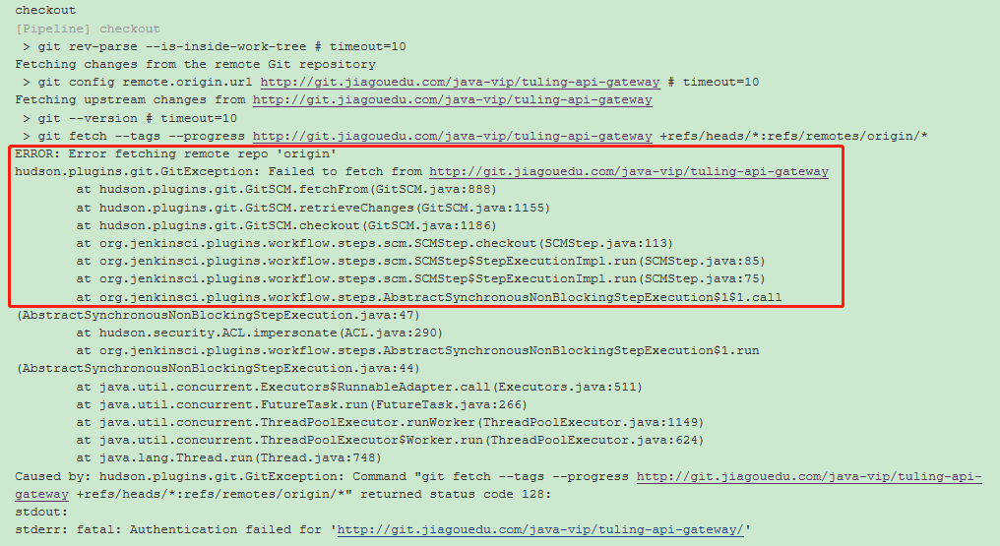 checkout
[Pipeline] checkout
 > git rev-parse --is-inside-work-tree # timeout=10
Fetching changes from the remote Git repository
 > git config remote.origin.url http://git.jiagouedu.com/java-vip/tuling-api-gateway # timeout=10
Fetching upstream changes from http://git.jiagouedu.com/java-vip/tuling-api-gateway
 > git --version # timeout=10
 > git fetch --tags --progress http://git.jiagouedu.com/java-vip/tuling-api-gateway +refs/heads/*:refs/remotes/origin/*
ERROR: Error fetching remote repo 'origin'
hudson.plugins.git.GitException: Failed to fetch from http://git.jiagouedu.com/java-vip/tuling-api-gateway
        at hudson.plugins.git.GitSCM.fetchFrom(GitSCM.java:888)
        at hudson.plugins.git.GitSCM.retrieveChanges(GitSCM.java:1155)
        at hudson.plugins.git.GitSCM.checkout(GitSCM.java:1186)
        at org.jenkinsci.plugins.workflow.steps.scm.SCMStep.checkout(SCMStep.java:113)
        at org.jenkinsci.plugins.workflow.steps.scm.SCMStep$StepExecutionImpl.run(SCMStep.java:85)
        at org.jenkinsci.plugins.workflow.steps.scm.SCMStep$StepExecutionImpl.run(SCMStep.java:75)
        at org.jenkinsci.plugins.workflow.steps.AbstractSynchronousNonBlockingStepExecution$1$1.call
(AbstractSynchronousNonBlockingStepExecution.java:47)
        at hudson.security.ACL.impersonate(ACL.java:290)
        at org.jenkinsci.plugins.workflow.steps.AbstractSynchronousNonBlockingStepExecution$1.run
(AbstractSynchronousNonBlockingStepExecution.java:44)
        at java.util.concurrent.Executors$RunnableAdapter.call(Executors.java:511)
        at java.util.concurrent.FutureTask.run(FutureTask.java:266)
        at java.util.concurrent.ThreadPoolExecutor.runWorker(ThreadPoolExecutor.java:1149)
        at java.util.concurrent.ThreadPoolExecutor$Worker.run(ThreadPoolExecutor.java:624)
        at java.lang.Thread.run(Thread.java:748)
Caused by: hudson.plugins.git.GitException: Command "git fetch --tags --progress http://git.jiagouedu.com/java-vip/tuling-api-
gateway +refs/heads/*:refs/remotes/origin/*" returned status code 128:
stdout:
stderr: fatal: Authentication failed for 'http://git.jiagouedu.com/java-vip/tuling-api-gateway/'